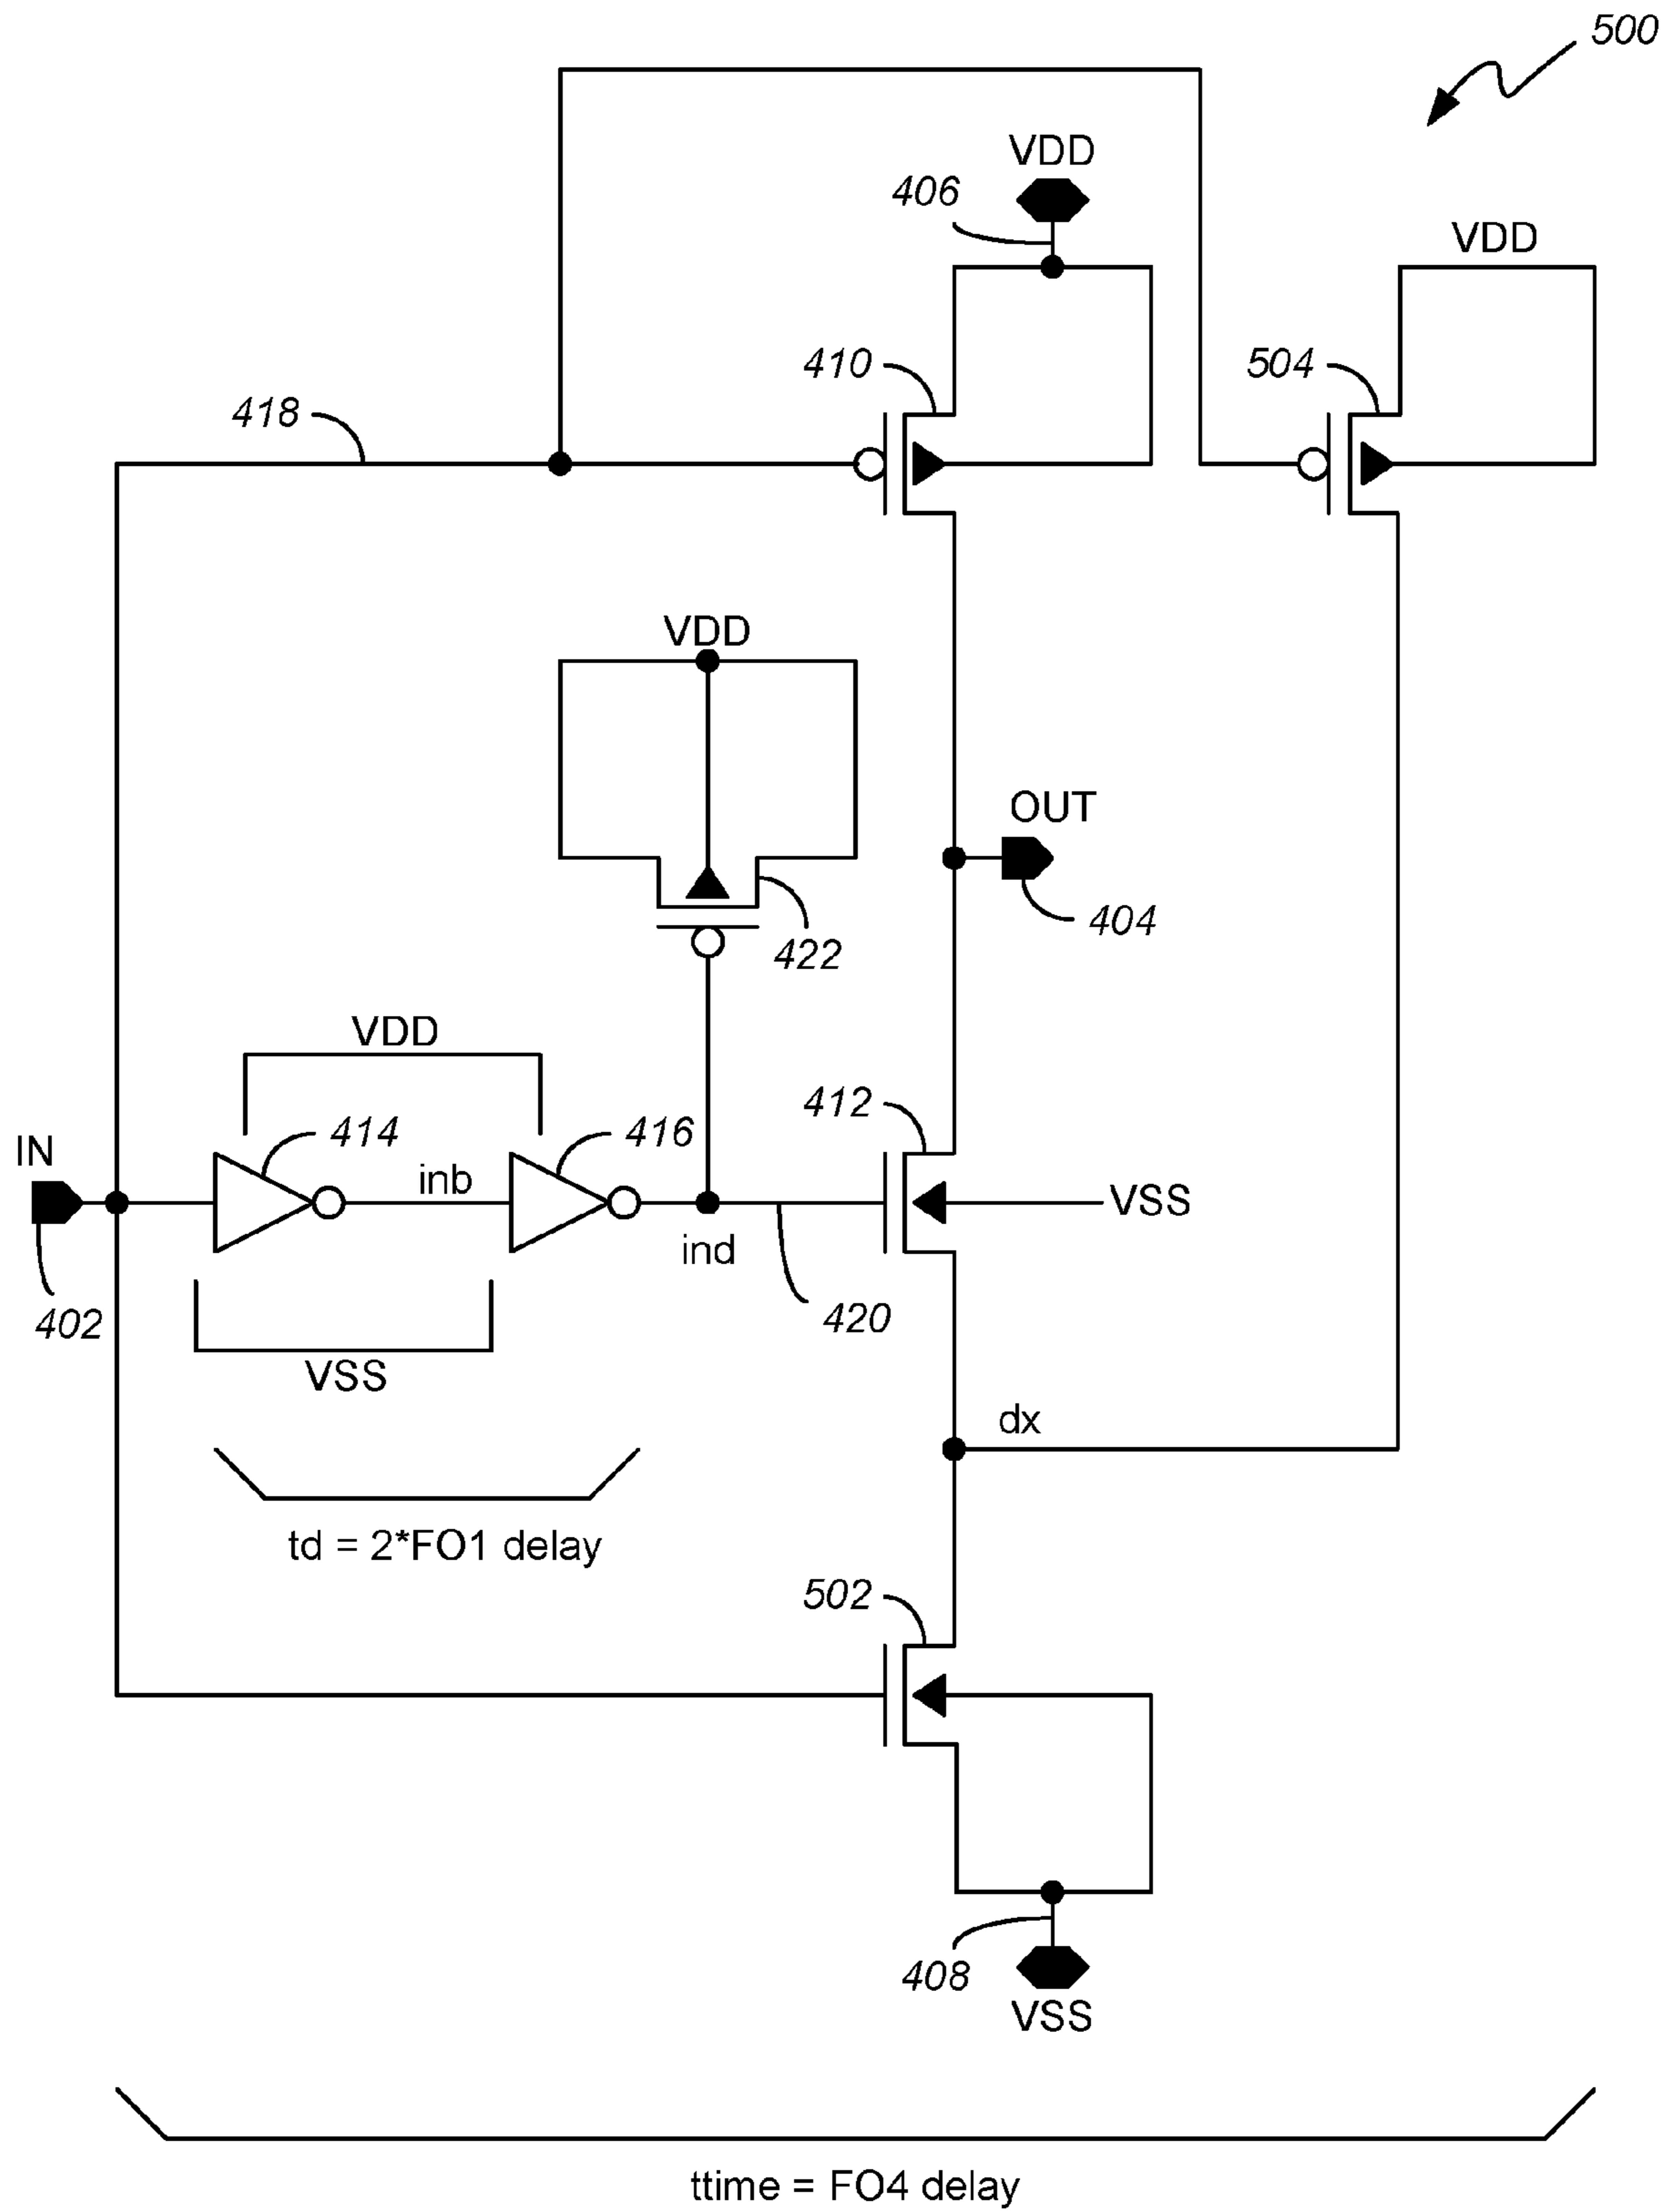 500
VDD
406
VDD
410
504
418
VDD
OUT
404
422
VDD
412
414
416
IN
inb
VSS
ind
420
402
VSS
dx
td = 2*FO1 delay
502
408
VSS
ttime = FO4 delay